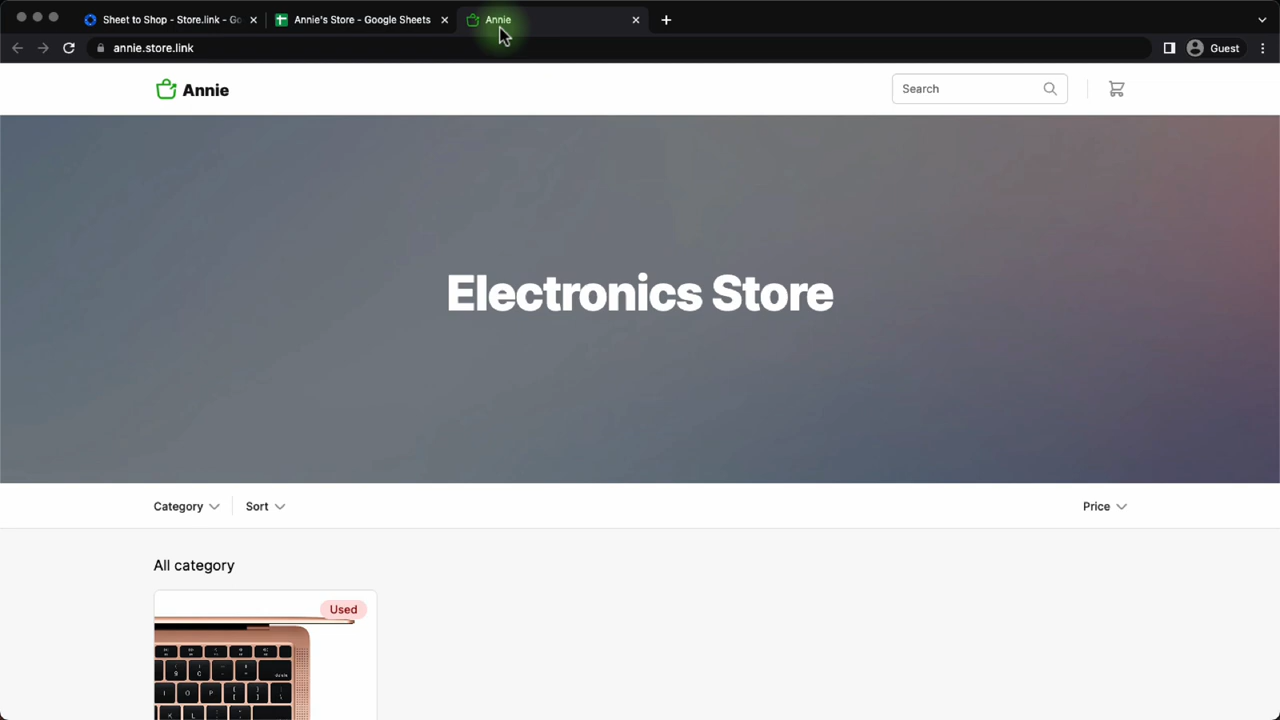 Sheet to Shop - Store.link - Go
Annie's Store - Google Sheets
Annie
annie.store.link
Guest
Annie
Search
Electronics Store
Category
Sort
Price
All category
Used